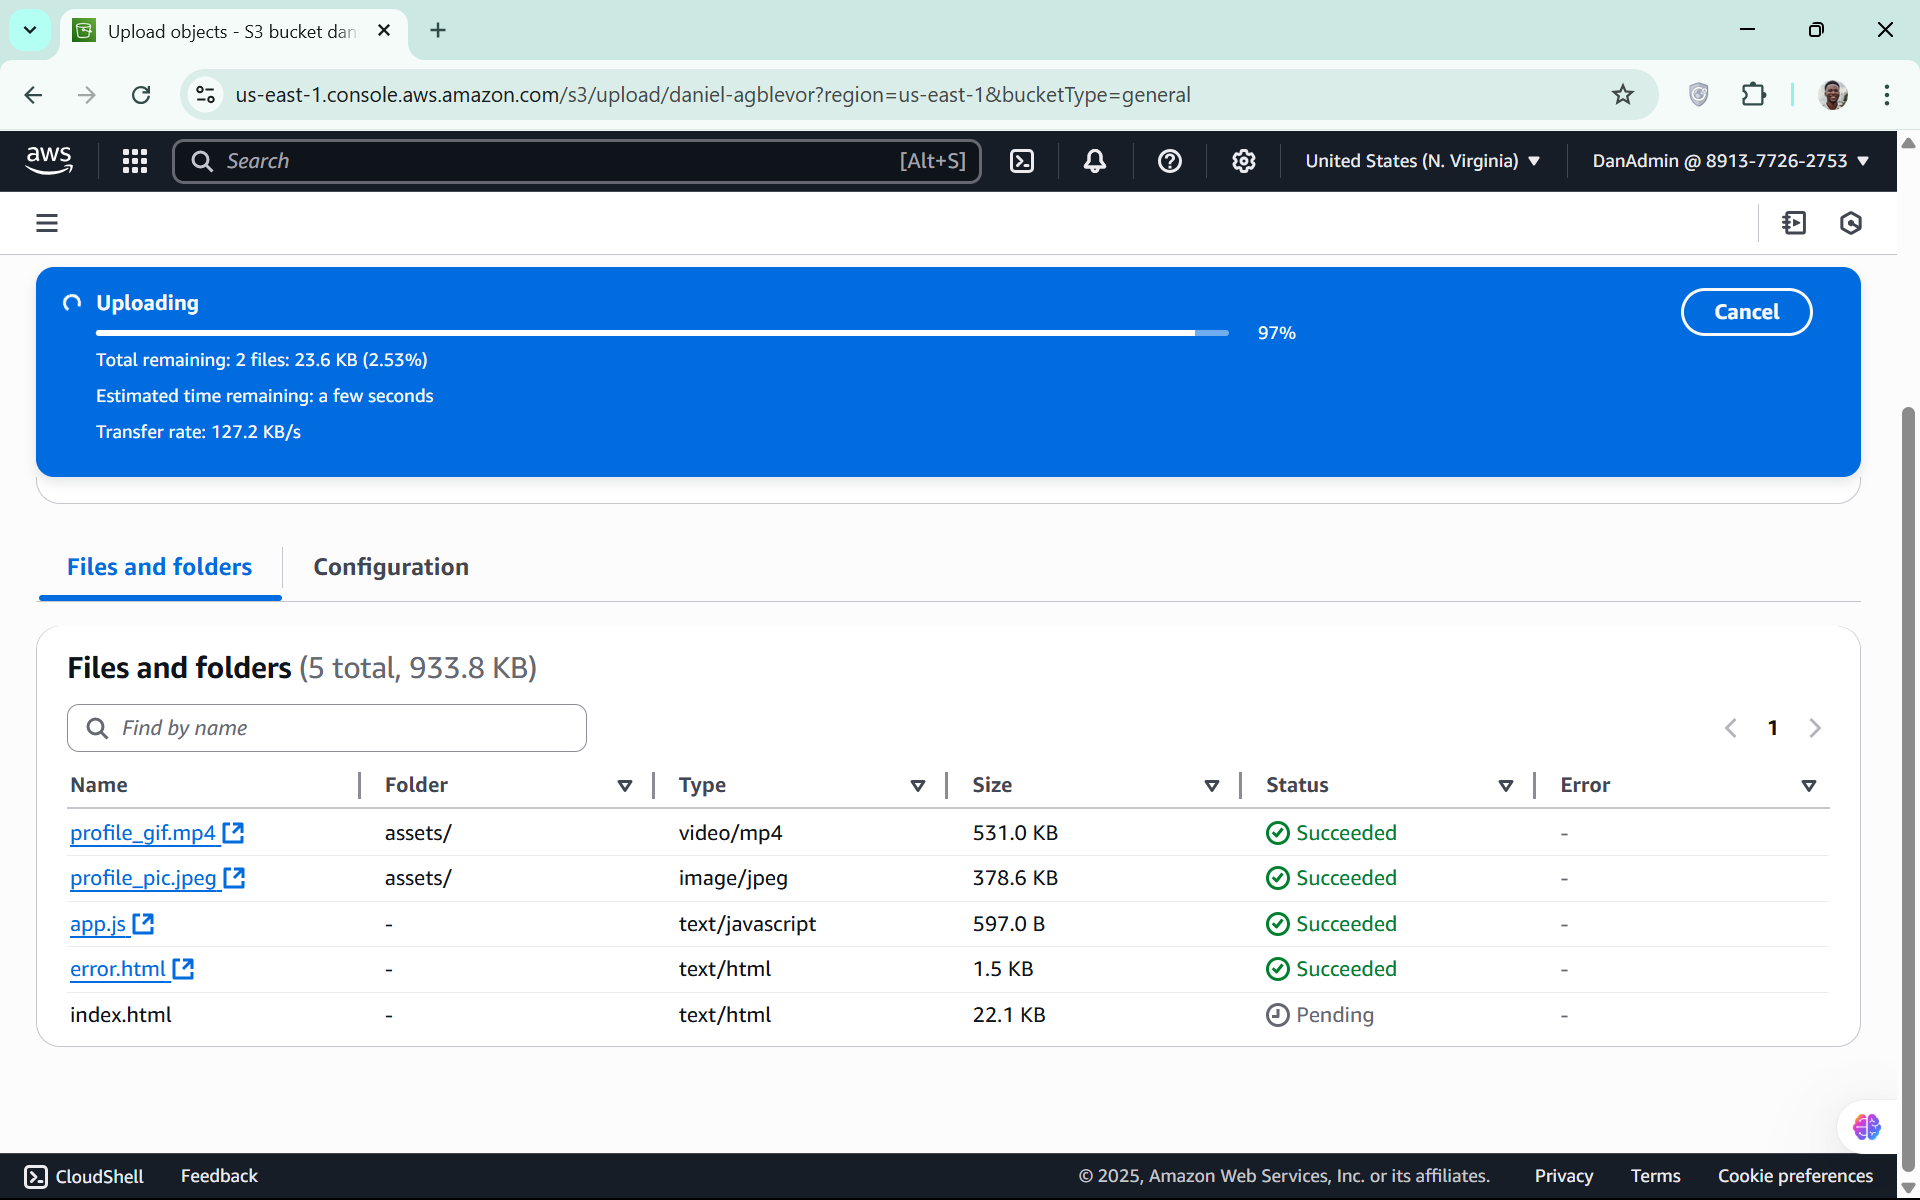 Upload objects - S3 bucket dan
us-east-1.console.aws.amazon.com/s3/upload/daniel-agblevor?region=us-east-1&bucketType=general
aws
Search
[Alt+S]
United States (N. Virginia)
DanAdmin @ 8913-7726-2753
Uploading
97%
Cancel
Total remaining: 2 files: 23.6 KB (2.53%)
Estimated time remaining: a few seconds
Transfer rate: 127.2 KB/s
Files and folders
Configuration
Files and folders (5 total, 933.8 KB)
Find by name
1
Name Folder Type Size Status Error
profile_gif.mp4 assets/ video/mp4 531.0 KB Succeeded -
profile_pic.jpeg assets/ image/jpeg 378.6 KB Succeeded -
app.js - text/javascript 597.0 B Succeeded -
error.html - text/html 1.5 KB Succeeded -
index.html - text/html 22.1 KB Pending -
CloudShell Feedback © 2025, Amazon Web Services, Inc. or its affiliates. Privacy Terms Cookie preferences